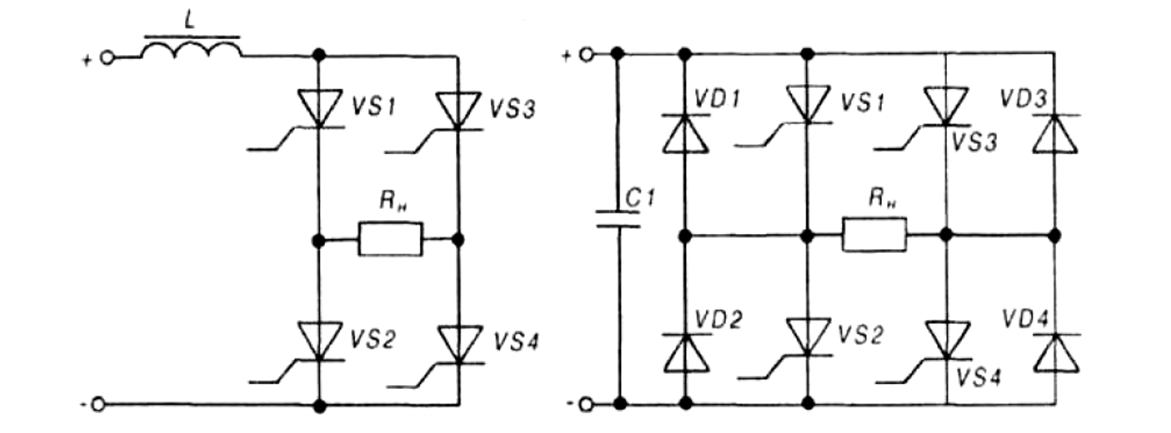 L
+
VS1
VS3
Rн
VS2
VS4
-
+
VD1
VS1
VS3
VD3
C1
Rн
VD2
VS2
VS4
VD4
-